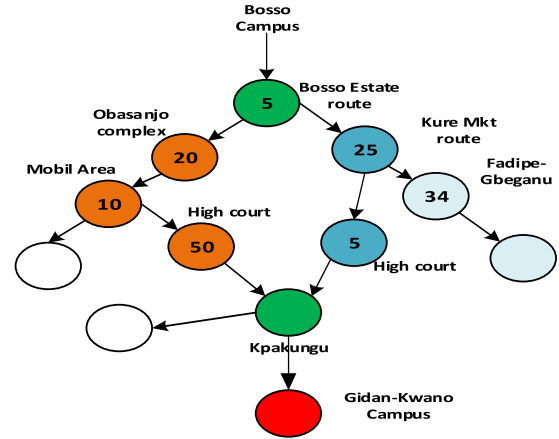 Bosso
Campus
5
Bosso Estate
route
Obasanjo
complex
20
25
Kure Mkt
route
Mobil Area
10
34
Fadipe-
Gbeganu
High court
50
5
High court
Kpakungu
Gidan-Kwano
Campus